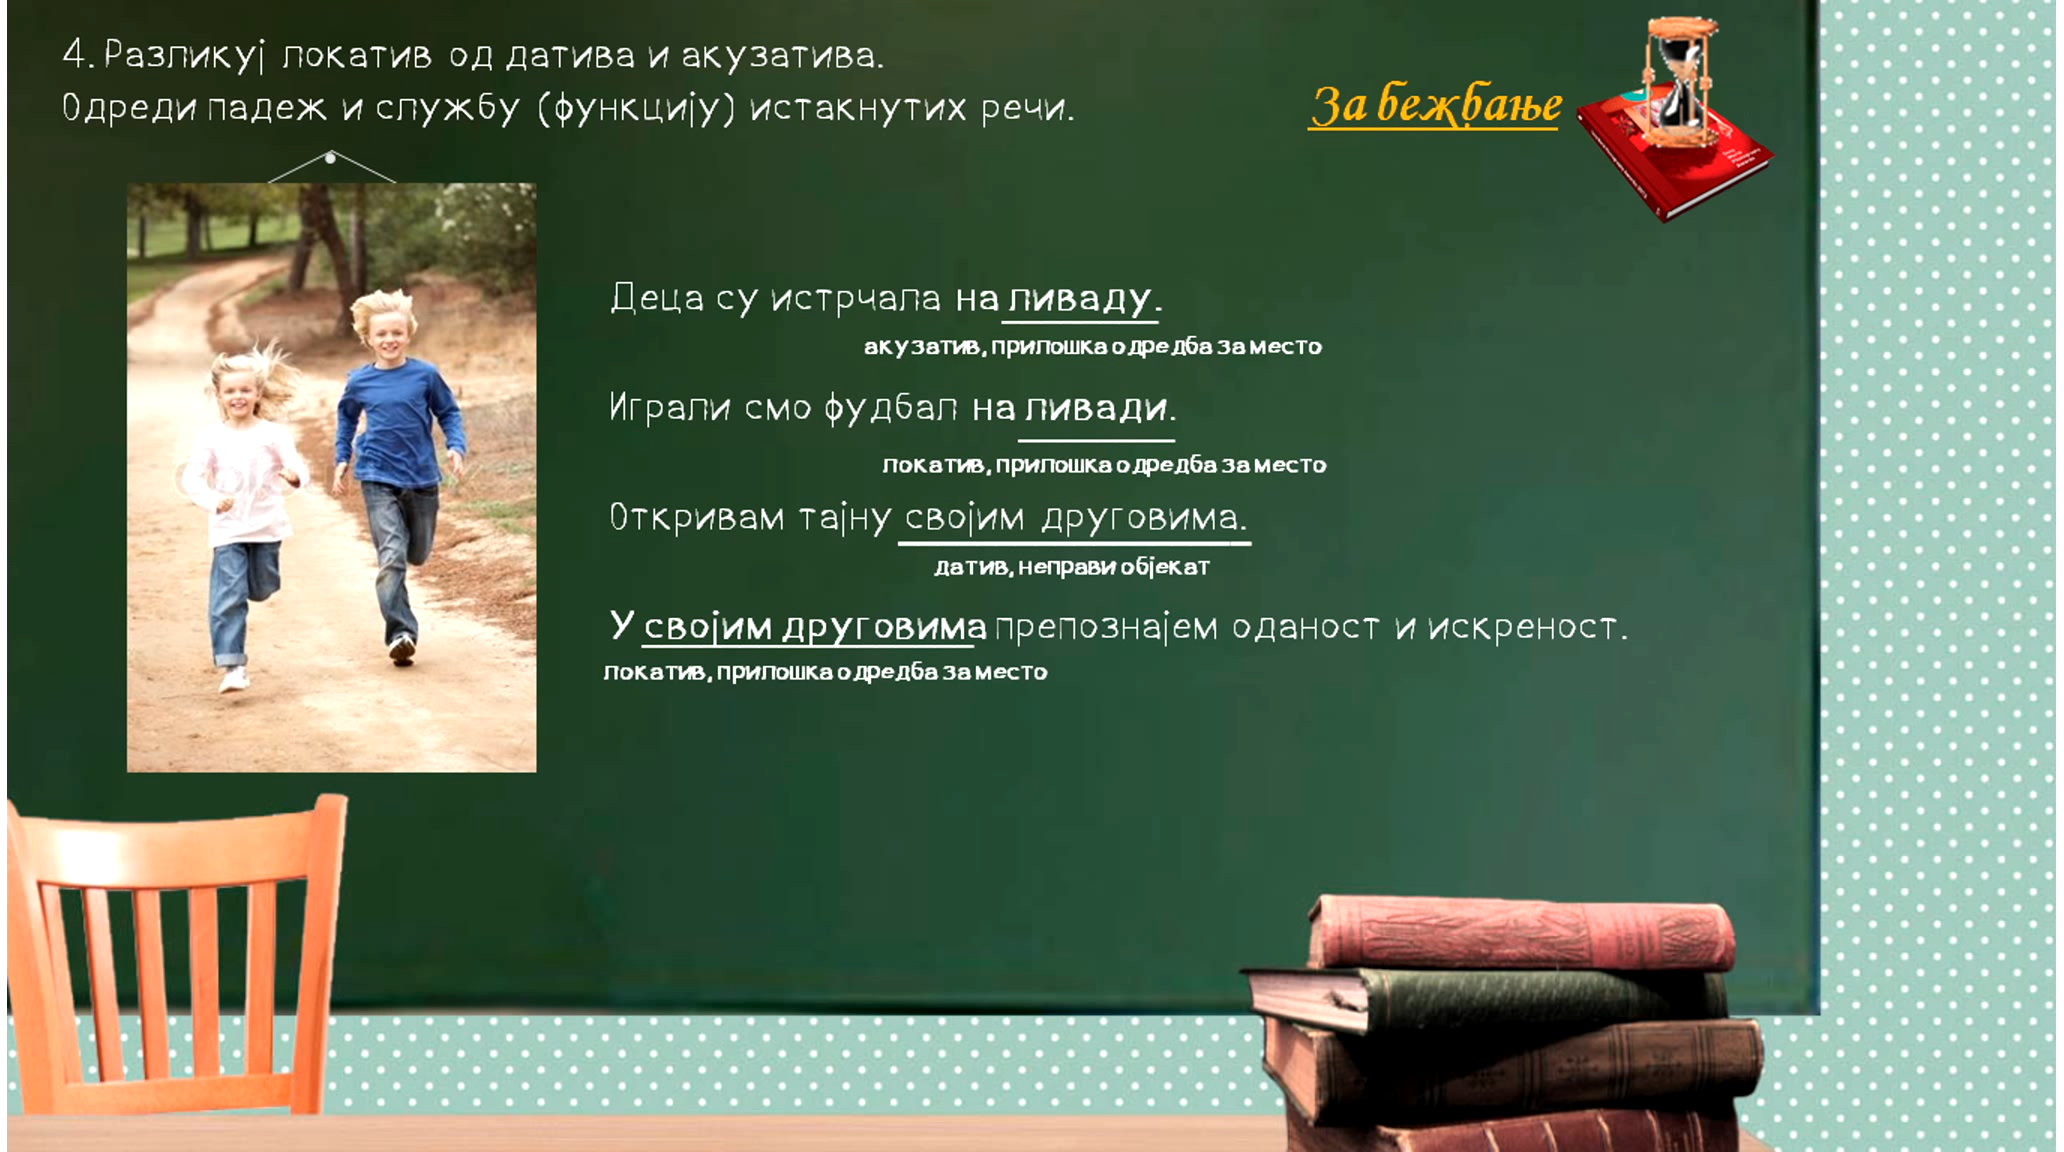 4. Разликуј локатив од датива и акузатива.
Одреди падеж и службу (функцију) истакнутих речи.
За бежбање
Деца су истрчала на ливаду.
акузатив, прилошка одредба за место
Играли смо фудбал на ливади.
локатив, прилошка одредба за место
Откривам тајну својим друговима.
датив, неправи објекат
У својим друговима препознајем оданост и искреност.
локатив, прилошка одредба за место